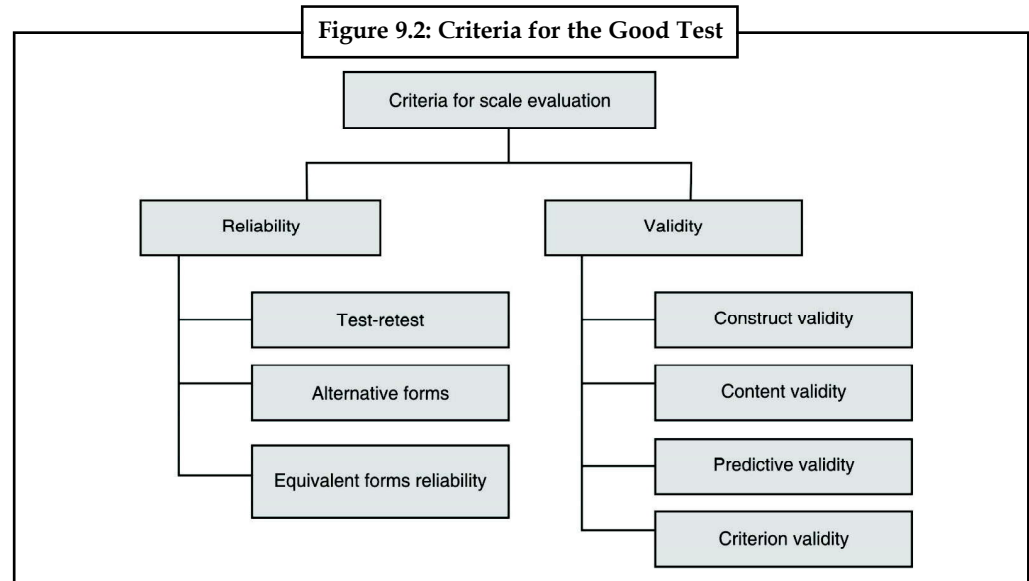 Figure 9.2: Criteria for the Good Test
Criteria for scale evaluation
Reliability
Validity
Test-retest
Alternative forms
Equivalent forms reliability
Construct validity
Content validity
Predictive validity
Criterion validity